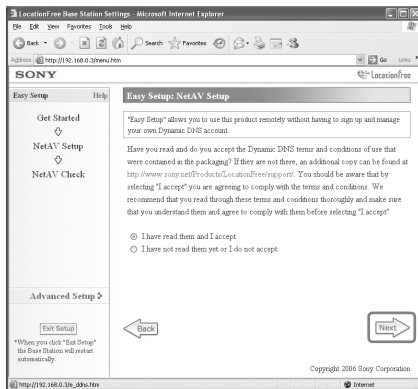 LocationFree Base Station Settings - Microsoft Internet Explorer
File Edit View Favorites Tools Help
Back Search Favorites
Address http://192.168.0.3/menu.htm Go Links »
SONY LocationFree
Easy Setup Help
Get Started
NetAV Setup
NetAV Check
Advanced Setup
Exit Setup
*When you click "Exit Setup"
the Base Station will restart
automatically.
Easy Setup: NetAV Setup
"Easy Setup" allows you to use this product remotely without having to sign up and manage
your own Dynamic DNS account.
Have you read and do you accept the Dynamic DNS terms and conditions of use that
were contained in the packaging? If they are not there, an additional copy can be found at
http://www.sony.net/Products/LocationFree/support/. You should be aware that by
selecting "I accept" you are agreeing to comply with the terms and conditions. We
recommend that you read through these terms and conditions thoroughly and make sure
that you understand them and agree to comply with them before selecting "I accept".
I have read them and I accept.
I have not read them yet or I do not accept.
Back Next
Copyright 2006 Sony Corporation
http://192.168.0.3/e_ddns.htm Internet